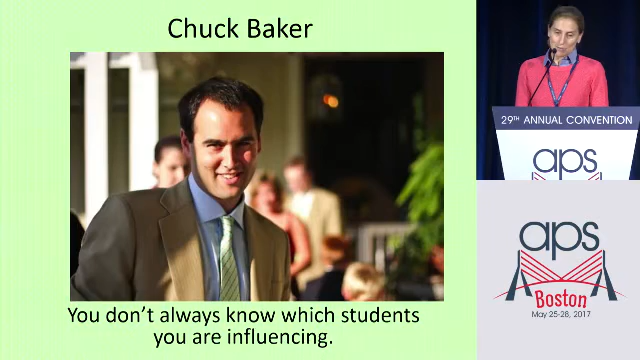 Chuck Baker
You don't always know which students
you are influencing.
29TH ANNUAL CONVENTION
aps
aps
Boston
May 25-28, 2017